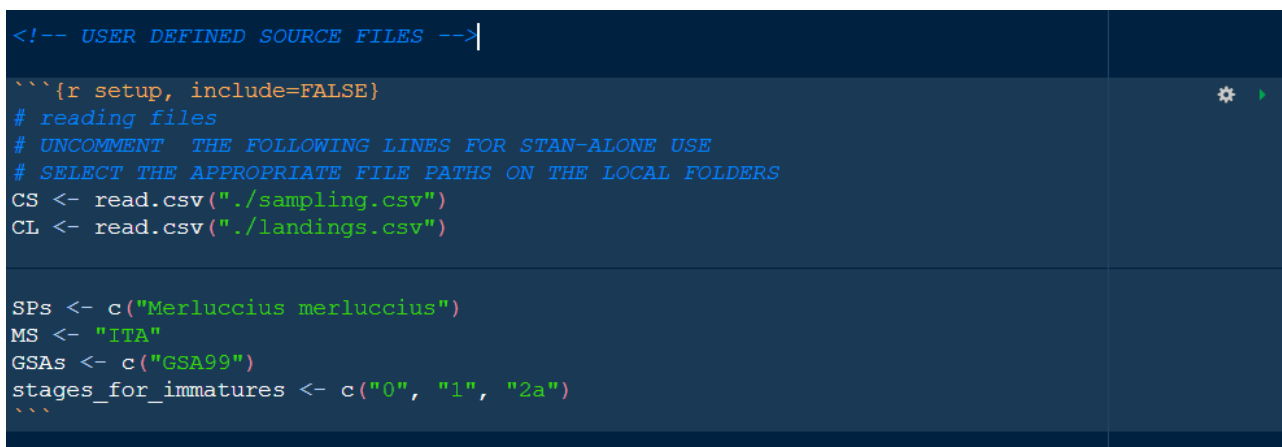 <!-- USER DEFINED SOURCE FILES -->
```{r setup, include=FALSE}
# reading files
# UNCOMMENT  THE FOLLOWING LINES FOR STAN-ALONE USE
# SELECT THE APPROPRIATE FILE PATHS ON THE LOCAL FOLDERS
CS <- read.csv("./sampling.csv")
CL <- read.csv("./landings.csv")
SPs <- c("Merluccius merluccius")
MS <- "ITA"
GSAs <- c("GSA99")
stages_for_immatures <- c("0", "1", "2a")
```